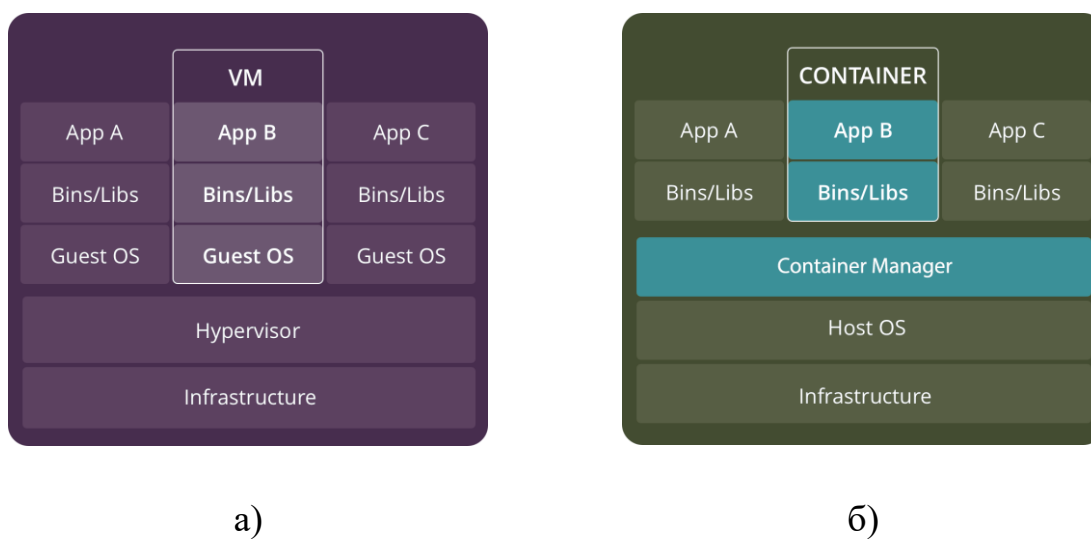 VM
App A App B App C
Bins/Libs Bins/Libs Bins/Libs
Guest OS Guest OS Guest OS
Hypervisor
Infrastructure
а)
CONTAINER
App A App B App C
Bins/Libs Bins/Libs Bins/Libs
Container Manager
Host OS
Infrastructure
б)